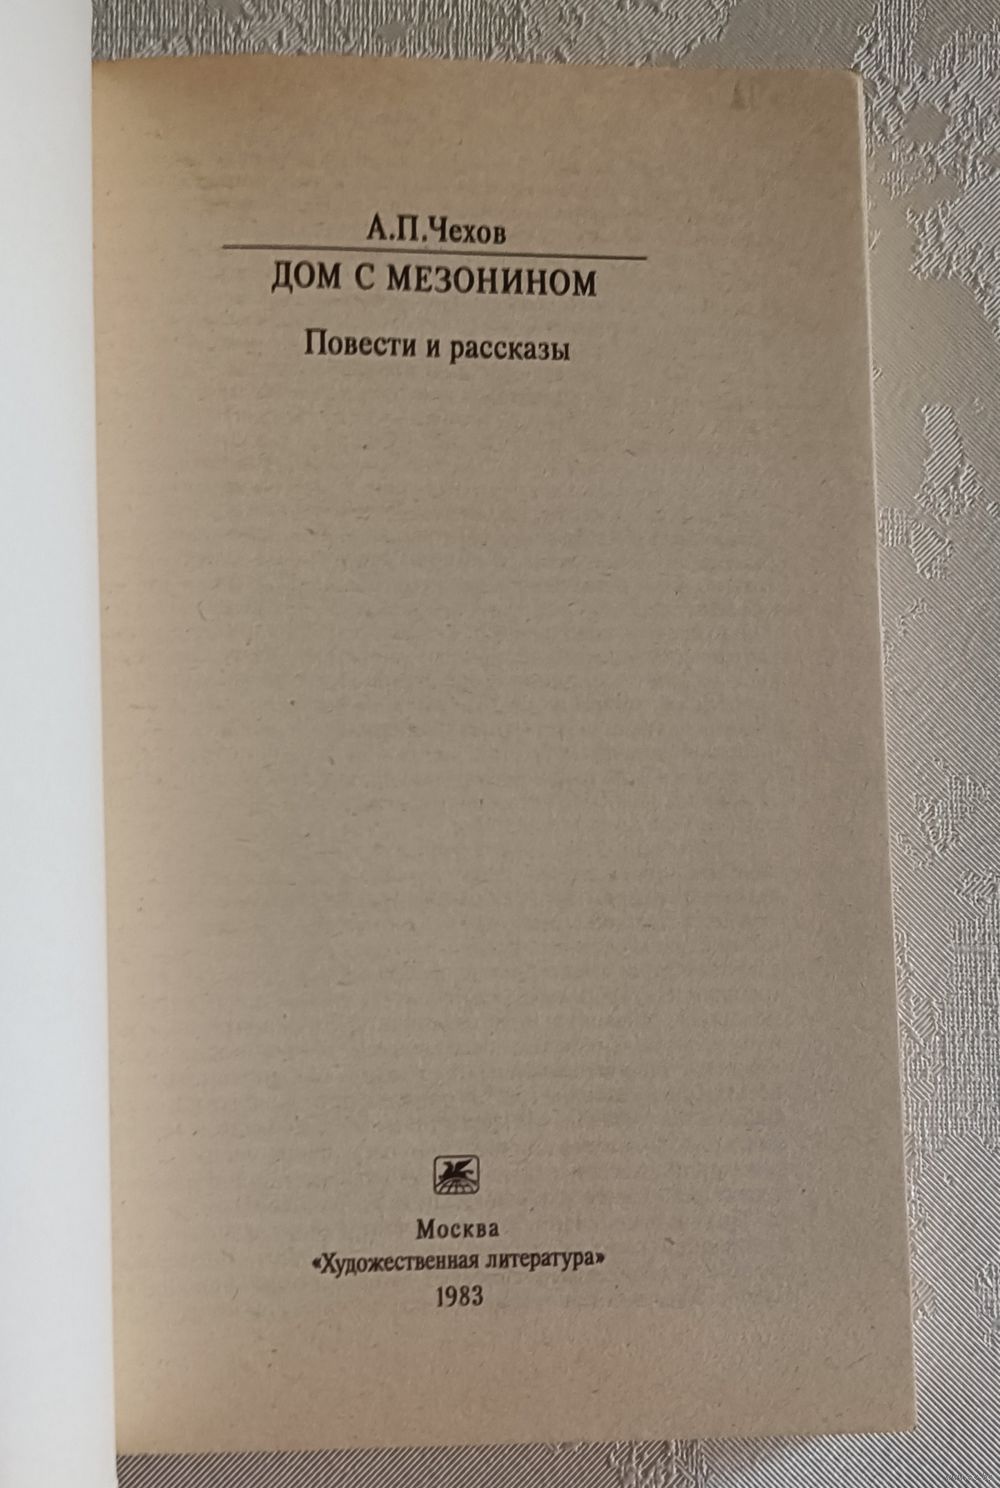 А.П.Чехов
ДОМ С МЕЗОНИНОМ
Повести и рассказы
Москва
«Художественная литература»
1983